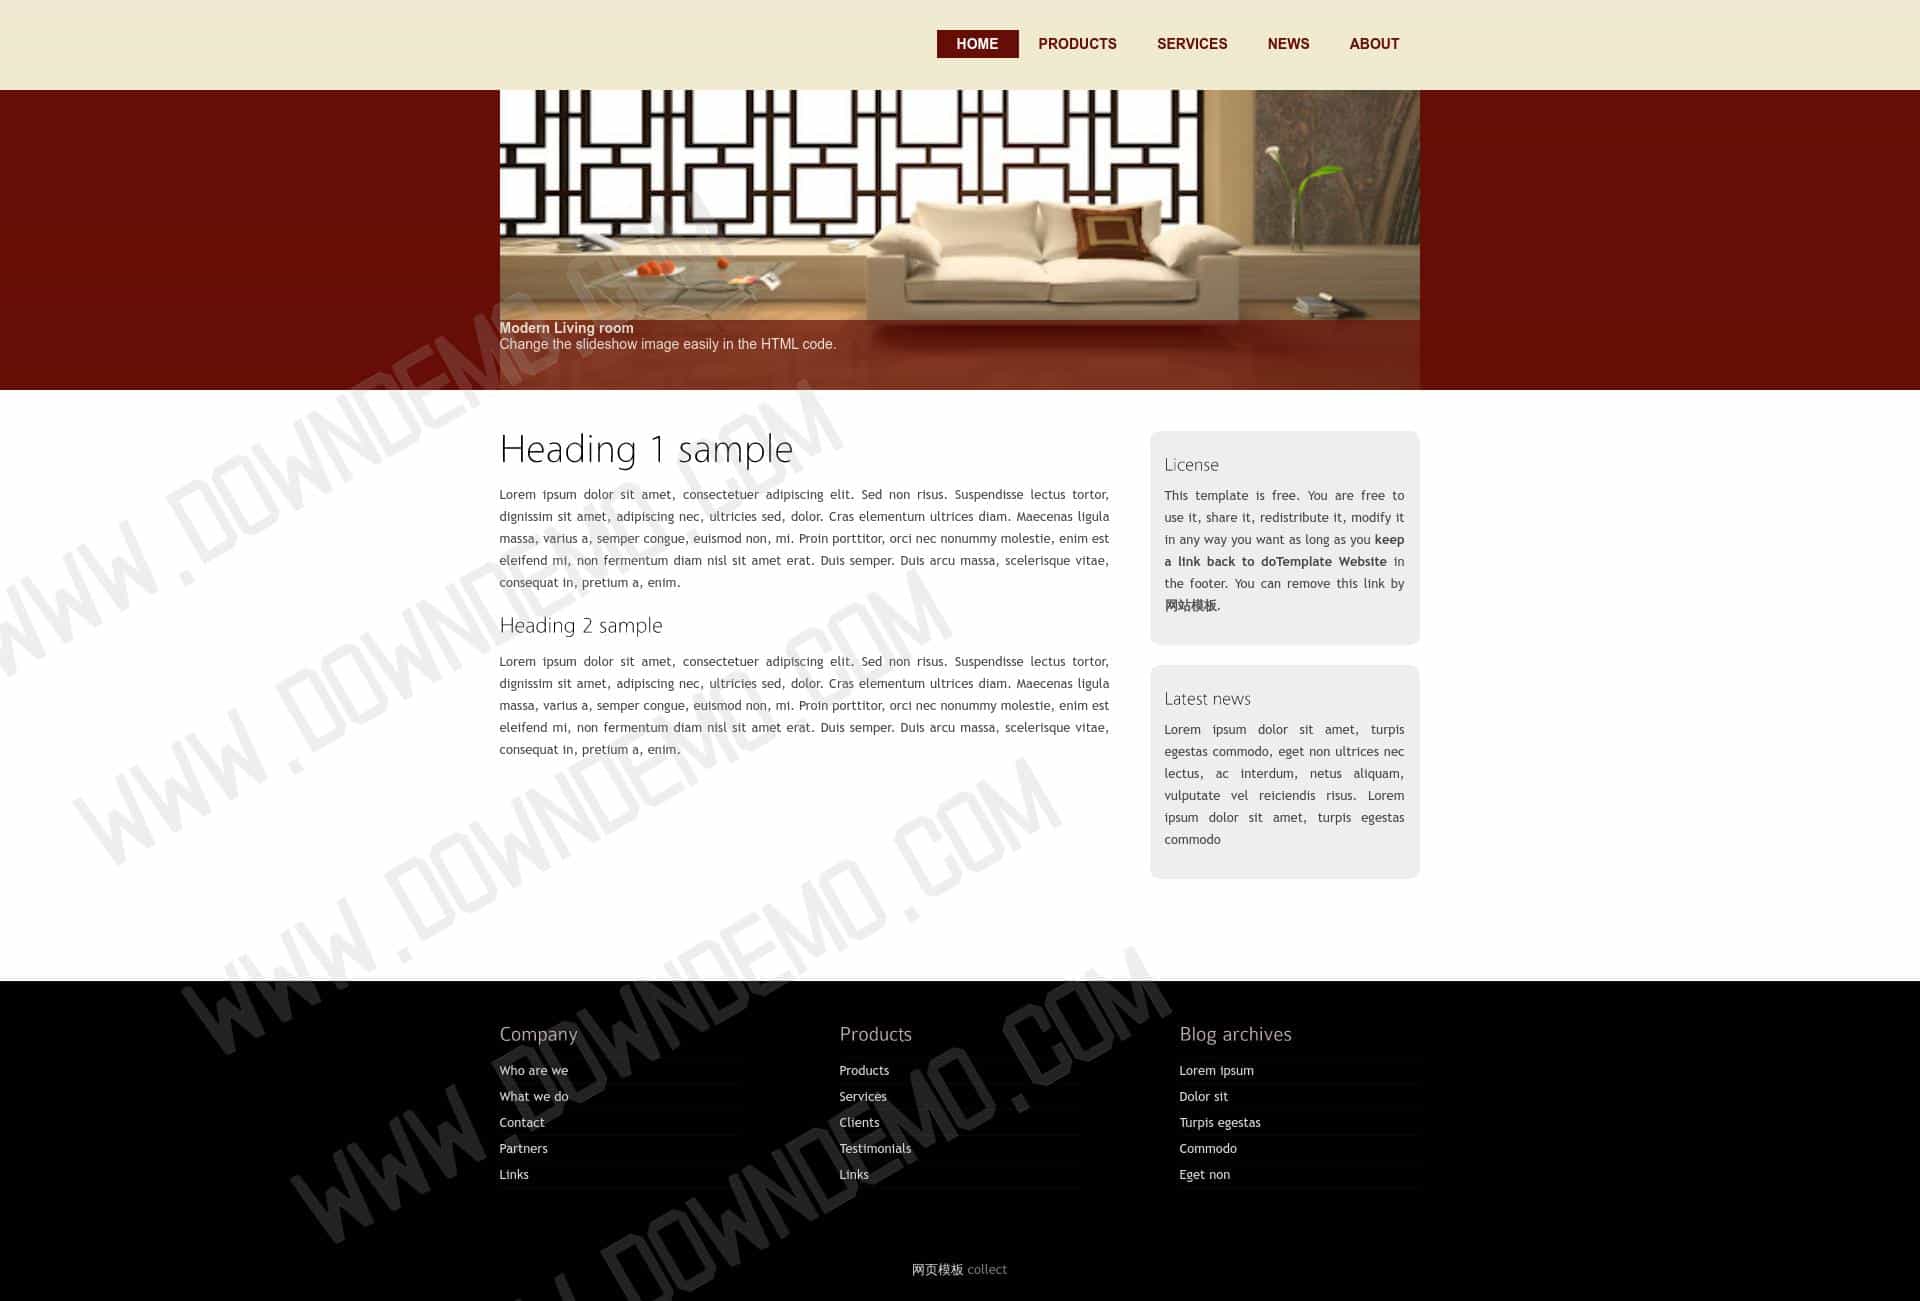 HOME PRODUCTS SERVICES NEWS ABOUT
Modern Living room
Change the slideshow image easily in the HTML code.
Heading 1 sample
Lorem ipsum dolor sit amet, consectetuer adipiscing elit. Sed non risus. Suspendisse lectus tortor,
dignissim sit amet, adipiscing nec, ultricies sed, dolor. Cras elementum ultrices diam. Maecenas ligula
massa, varius a, semper congue, euismod non, mi. Proin porttitor, orci nec nonummy molestie, enim est
eleifend mi, non fermentum diam nisl sit amet erat. Duis semper. Duis arcu massa, scelerisque vitae,
consequat in, pretium a, enim.
Heading 2 sample
Lorem ipsum dolor sit amet, consectetuer adipiscing elit. Sed non risus. Suspendisse lectus tortor,
dignissim sit amet, adipiscing nec, ultricies sed, dolor. Cras elementum ultrices diam. Maecenas ligula
massa, varius a, semper congue, euismod non, mi. Proin porttitor, orci nec nonummy molestie, enim est
eleifend mi, non fermentum diam nisl sit amet erat. Duis semper. Duis arcu massa, scelerisque vitae,
consequat in, pretium a, enim.
License
This template is free. You are free to
use it, share it, redistribute it, modify it
in any way you want as long as you keep
a link back to doTemplate Website in
the footer. You can remove this link by
网站模板.
Latest news
Lorem ipsum dolor sit amet, turpis
egestas commodo, eget non ultrices nec
lectus, ac interdum, netus aliquam,
vulputate vel reiciendis risus. Lorem
ipsum dolor sit amet, turpis egestas
commodo
Company
Who are we
What we do
Contact
Partners
Links
Products
Products
Services
Clients
Testimonials
Links
Blog archives
Lorem ipsum
Dolor sit
Turpis egestas
Commodo
Eget non
网页模板 collect
WWW.DOWNDEMO.COM
WWW.DOWNDEMO.COM
WWW.DOWNDEMO.COM
WWW.DOWNDEMO.COM
W.DOWNDEMO.COM